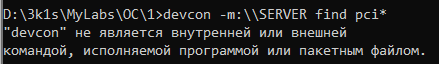 D:\3k1s\MyLabs\OC\1>devcon -m:\\SERVER find pci*
"devcon" не является внутренней или внешней
командой, исполняемой программой или пакетным файлом.